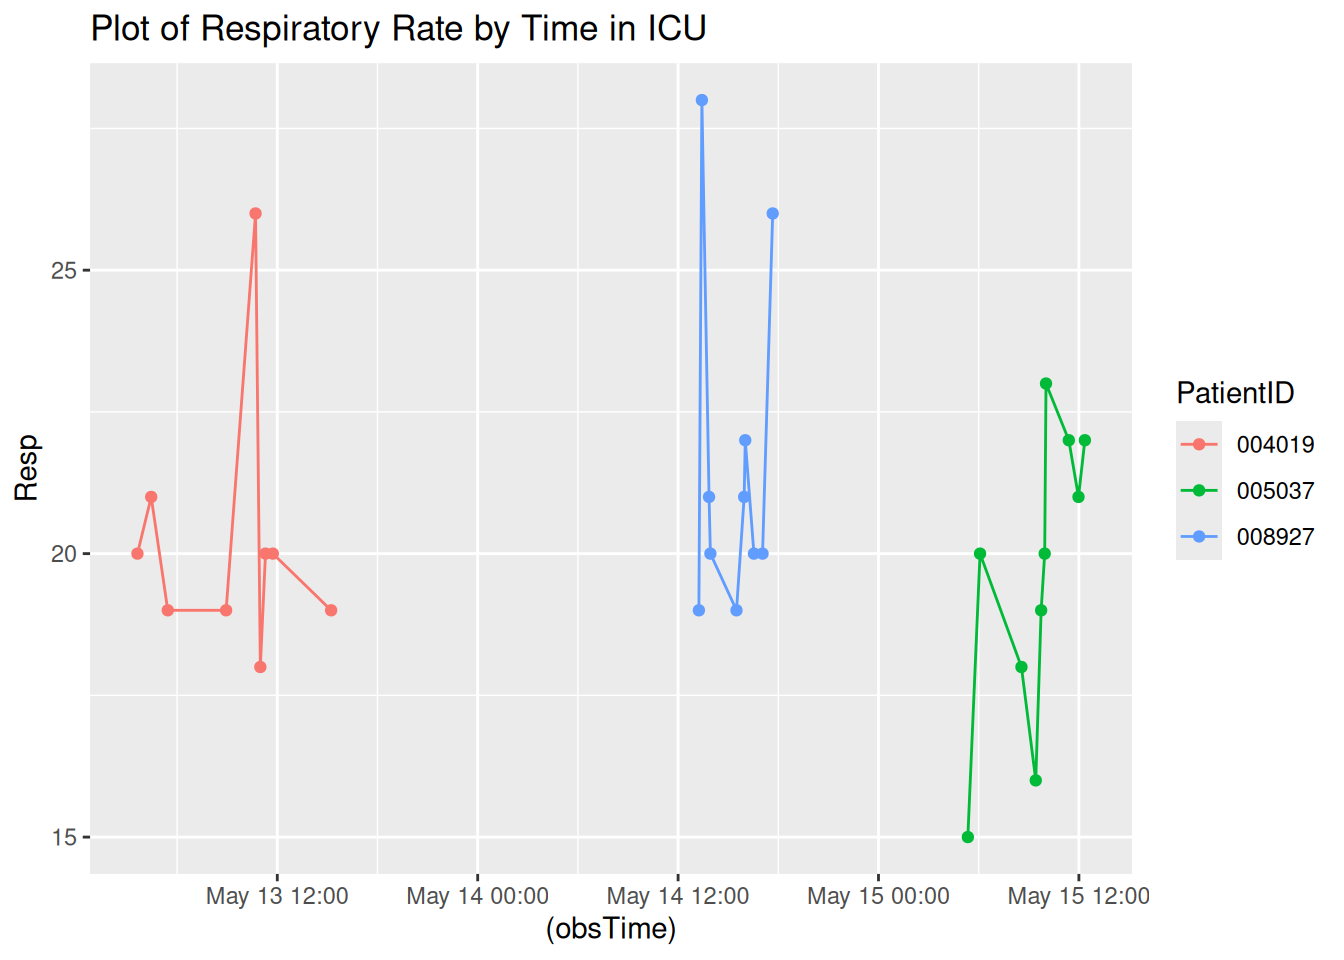 Plot of Respiratory Rate by Time in ICU
25
20
15
Resp
May 13 12:00
May 14 00:00
May 14 12:00
May 15 00:00
May 15 12:00
(obsTime)
PatientID
004019
005037
008927